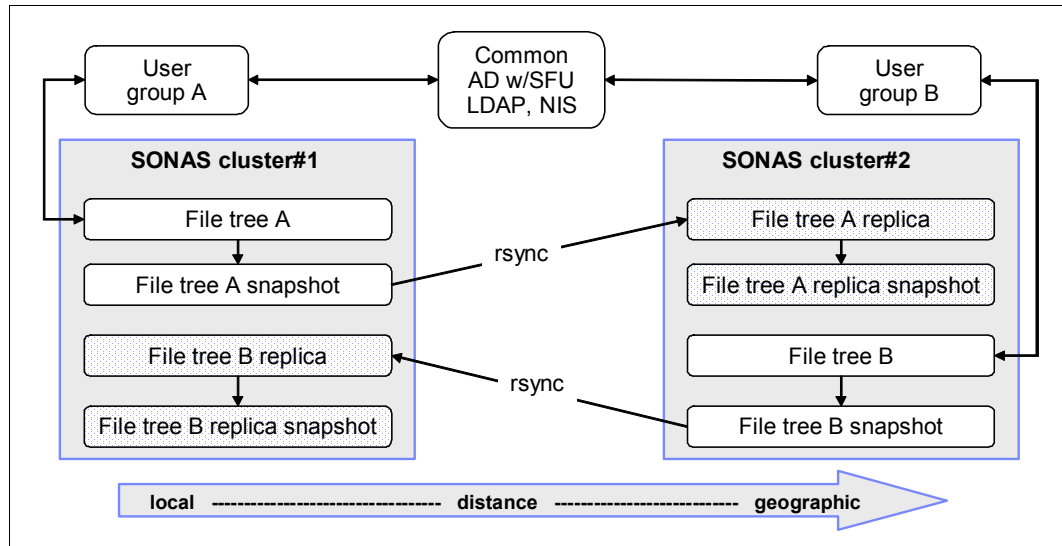 User
group A
Common
AD w/SFU
LDAP, NIS
User
group B
SONAS cluster#1
File tree A
File tree A snapshot
File tree B replica
File tree B replica snapshot
rsync
rsync
SONAS cluster#2
File tree A replica
File tree A replica snapshot
File tree B
File tree B snapshot
local ------------------------------ distance ------------------------ geographic